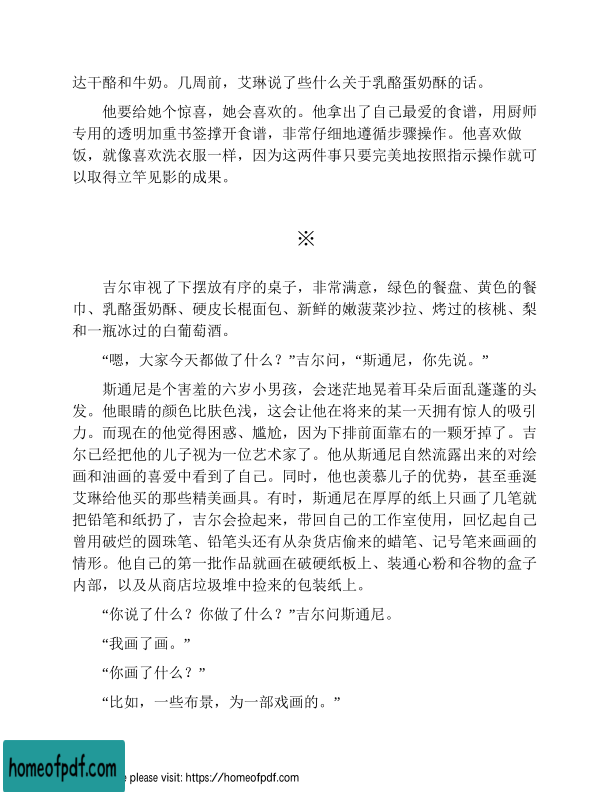 达干酪和牛奶。几周前，艾琳说了些什么关于乳酪蛋奶酥的话。
他要给她个惊喜，她会喜欢的。他拿出了自己最爱的食谱，用厨师
专用的透明加重书签撑开食谱，非常仔细地遵循步骤操作。他喜欢做
饭，就像喜欢洗衣服一样，因为这两件事只要完美地按照指示操作就可
以取得立竿见影的成果。
※
吉尔审视了下摆放有序的桌子，非常满意，绿色的餐盘、黄色的餐
巾、乳酪蛋奶酥、硬皮长棍面包、新鲜的嫩菠菜沙拉、烤过的核桃、梨
和一瓶冰过的白葡萄酒。
“嗯，大家今天都做了什么？”吉尔问，“斯通尼，你先说。”
斯通尼是个害羞的六岁小男孩，会迷茫地晃着耳朵后面乱蓬蓬的头
发。他眼睛的颜色比肤色浅，这会让他在将来的某一天拥有惊人的吸引
力。而现在的他觉得困惑、尴尬，因为下排前面靠右的一颗牙掉了。吉
尔已经把他的儿子视为一位艺术家了。他从斯通尼自然流露出来的对绘
画和油画的喜爱中看到了自己。同时，他也羡慕儿子的优势，甚至垂涎
艾琳给他买的那些精美画具。有时，斯通尼在厚厚的纸上只画了几笔就
把铅笔和纸扔了，吉尔会捡起来，带回自己的工作室使用，回忆起自己
曾用破烂的圆珠笔、铅笔头还有从杂货店偷来的蜡笔、记号笔来画画的
情形。他自己的第一批作品就画在破硬纸板上、装通心粉和谷物的盒子
内部，以及从商店垃圾堆中捡来的包装纸上。
“你说了什么？你做了什么？”吉尔问斯通尼。
“我画了画。”
“你画了什么？”
“比如，一些布景，为一部戏画的。”
homeofpdf.com
e please visit: https://homeofpdf.com